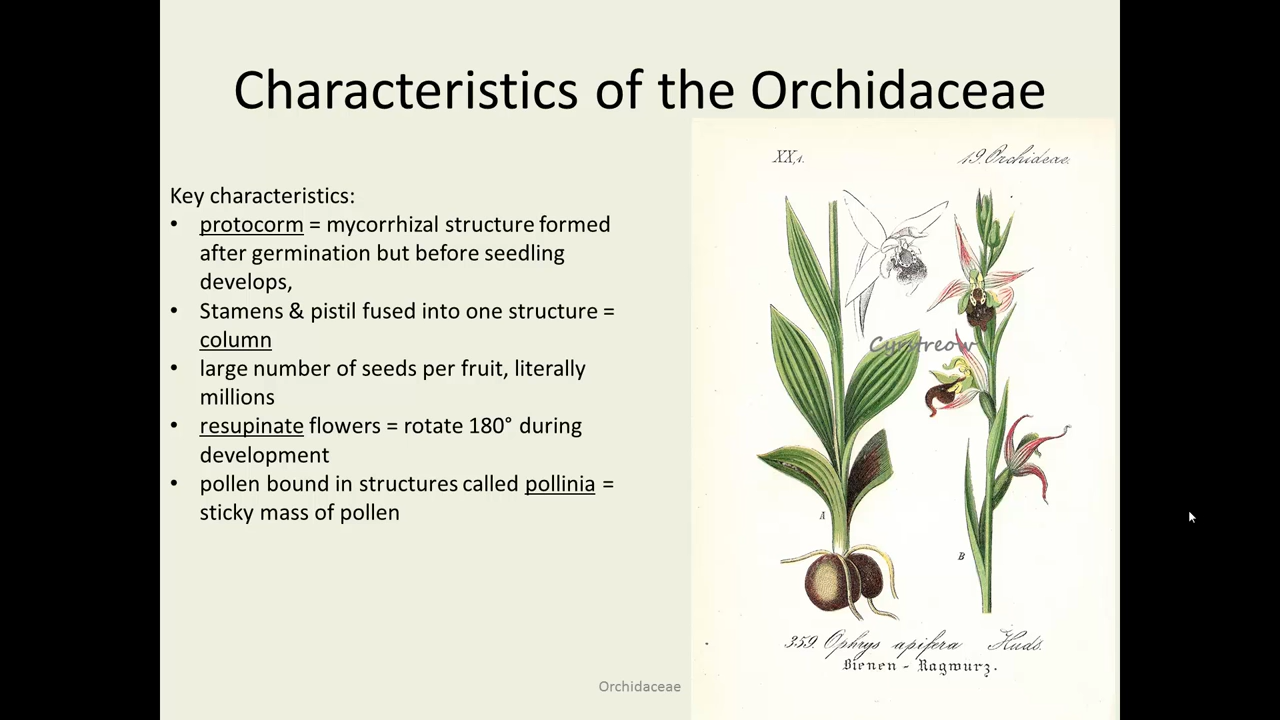 Characteristics of the Orchidaceae
Key characteristics:
• protocorm = mycorrhizal structure formed
after germination but before seedling
develops,
• Stamens & pistil fused into one structure =
column
• large number of seeds per fruit, literally
millions
• resupinate flowers = rotate 180° during
development
• pollen bound in structures called pollinia =
sticky mass of pollen
XX,1.
19. Orchideae.
Cyrstreow
A
B
359. Ophrys apifera Huds.
Bienen - Ragwurz.
Orchidaceae